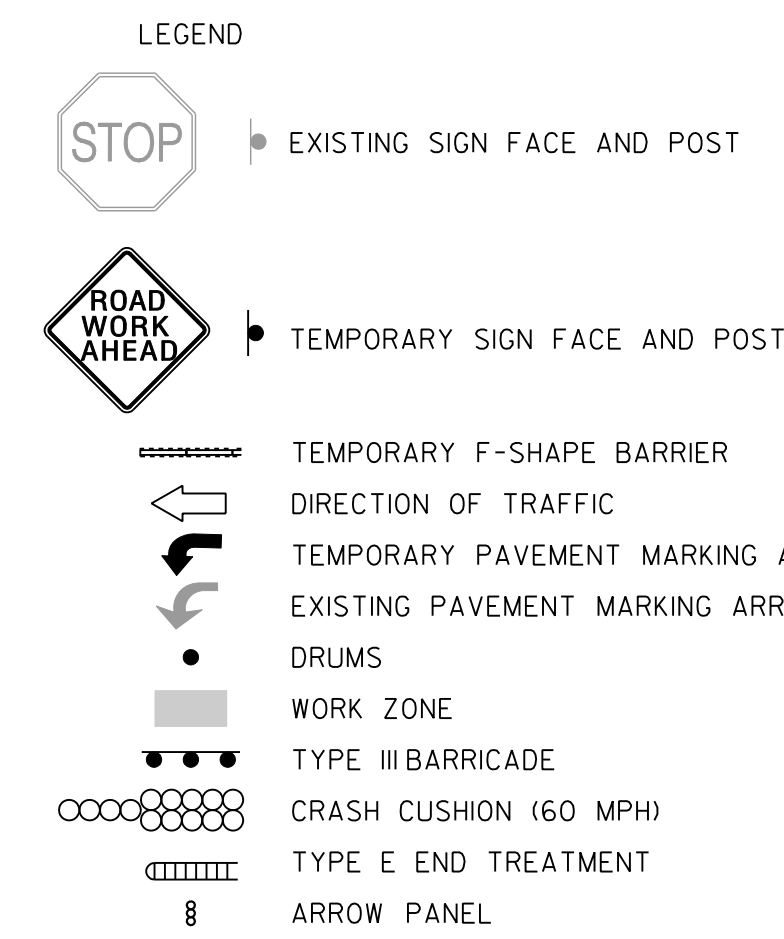 LEGEND
STOP
EXISTING SIGN FACE AND POST
ROAD
WORK
AHEAD
TEMPORARY SIGN FACE AND POST
TEMPORARY F-SHAPE BARRIER
DIRECTION OF TRAFFIC
TEMPORARY PAVEMENT MARKING
EXISTING PAVEMENT MARKING
DRUMS
WORK ZONE
TYPE III BARRICADE
CRASH CUSHION (60 MPH)
TYPE E END TREATMENT
ARROW PANEL